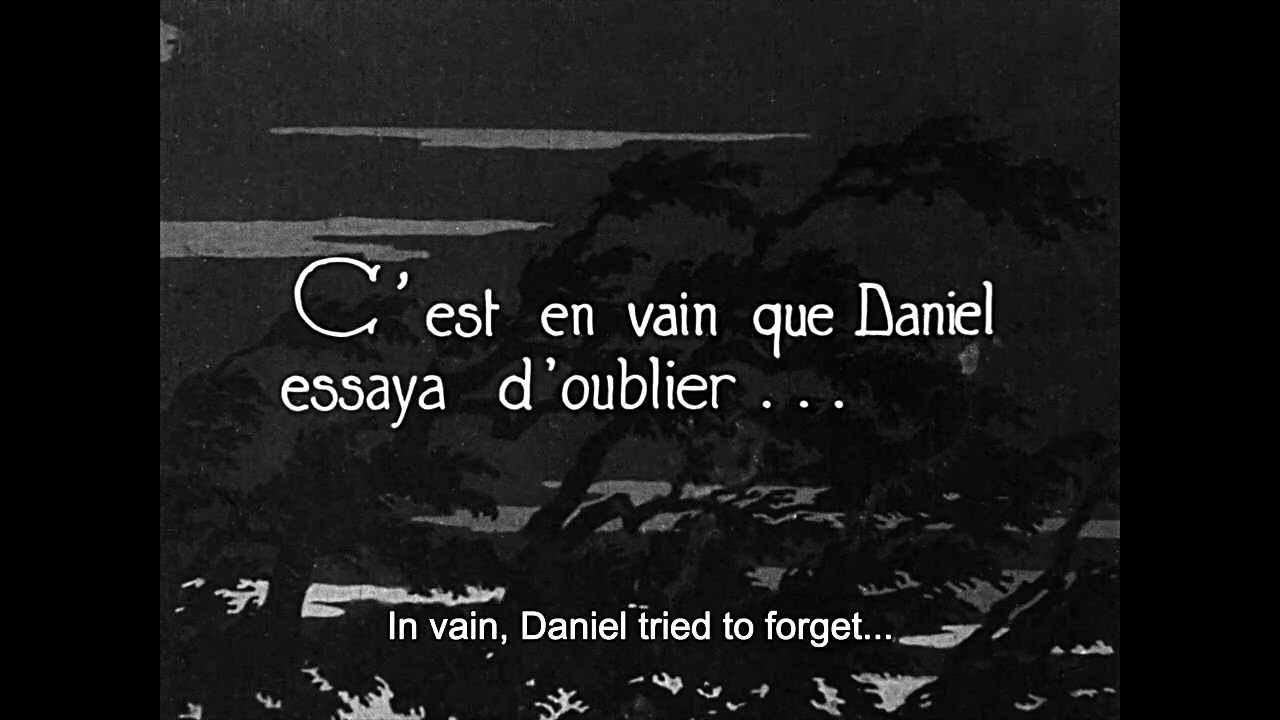 C'est en vain que Daniel
essaya d'oublier...
In vain, Daniel tried to forget...